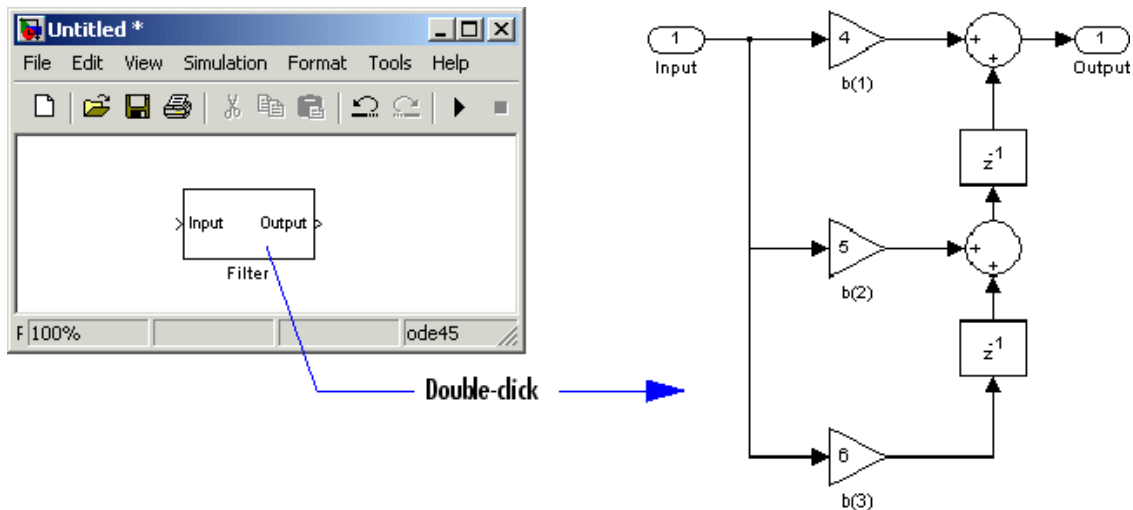 Untitled *
File Edit View Simulation Format Tools Help
Input Output
Filter
F 100% ode45
Double-click
1 4 + + 1
Input b(1) Output
z-1
5 + +
b(2)
z-1
6
b(3)